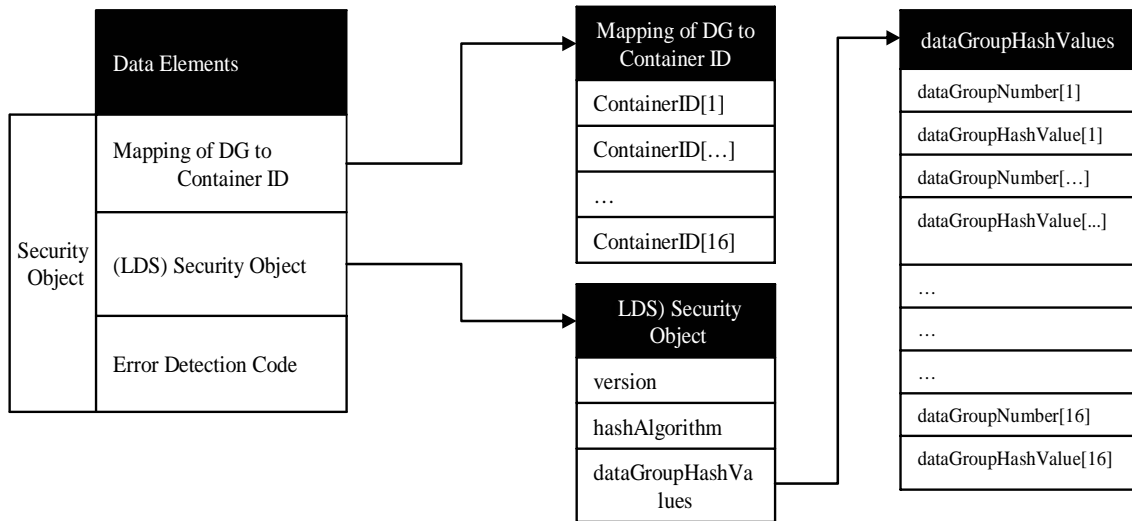 Data Elements
Security
Object
Mapping of DG to
Container ID
(LDS) Security Object
Error Detection Code
Mapping of DG to
Container ID
ContainerID[1]
ContainerID[…]
…
ContainerID[16]
LDS) Security
Object
version
hashAlgorithm
dataGroupHashVa
lues
dataGroupHashValues
dataGroupNumber[1]
dataGroupHashValue[1]
dataGroupNumber[…]
dataGroupHashValue[...]
…
…
…
dataGroupNumber[16]
dataGroupHashValue[16]